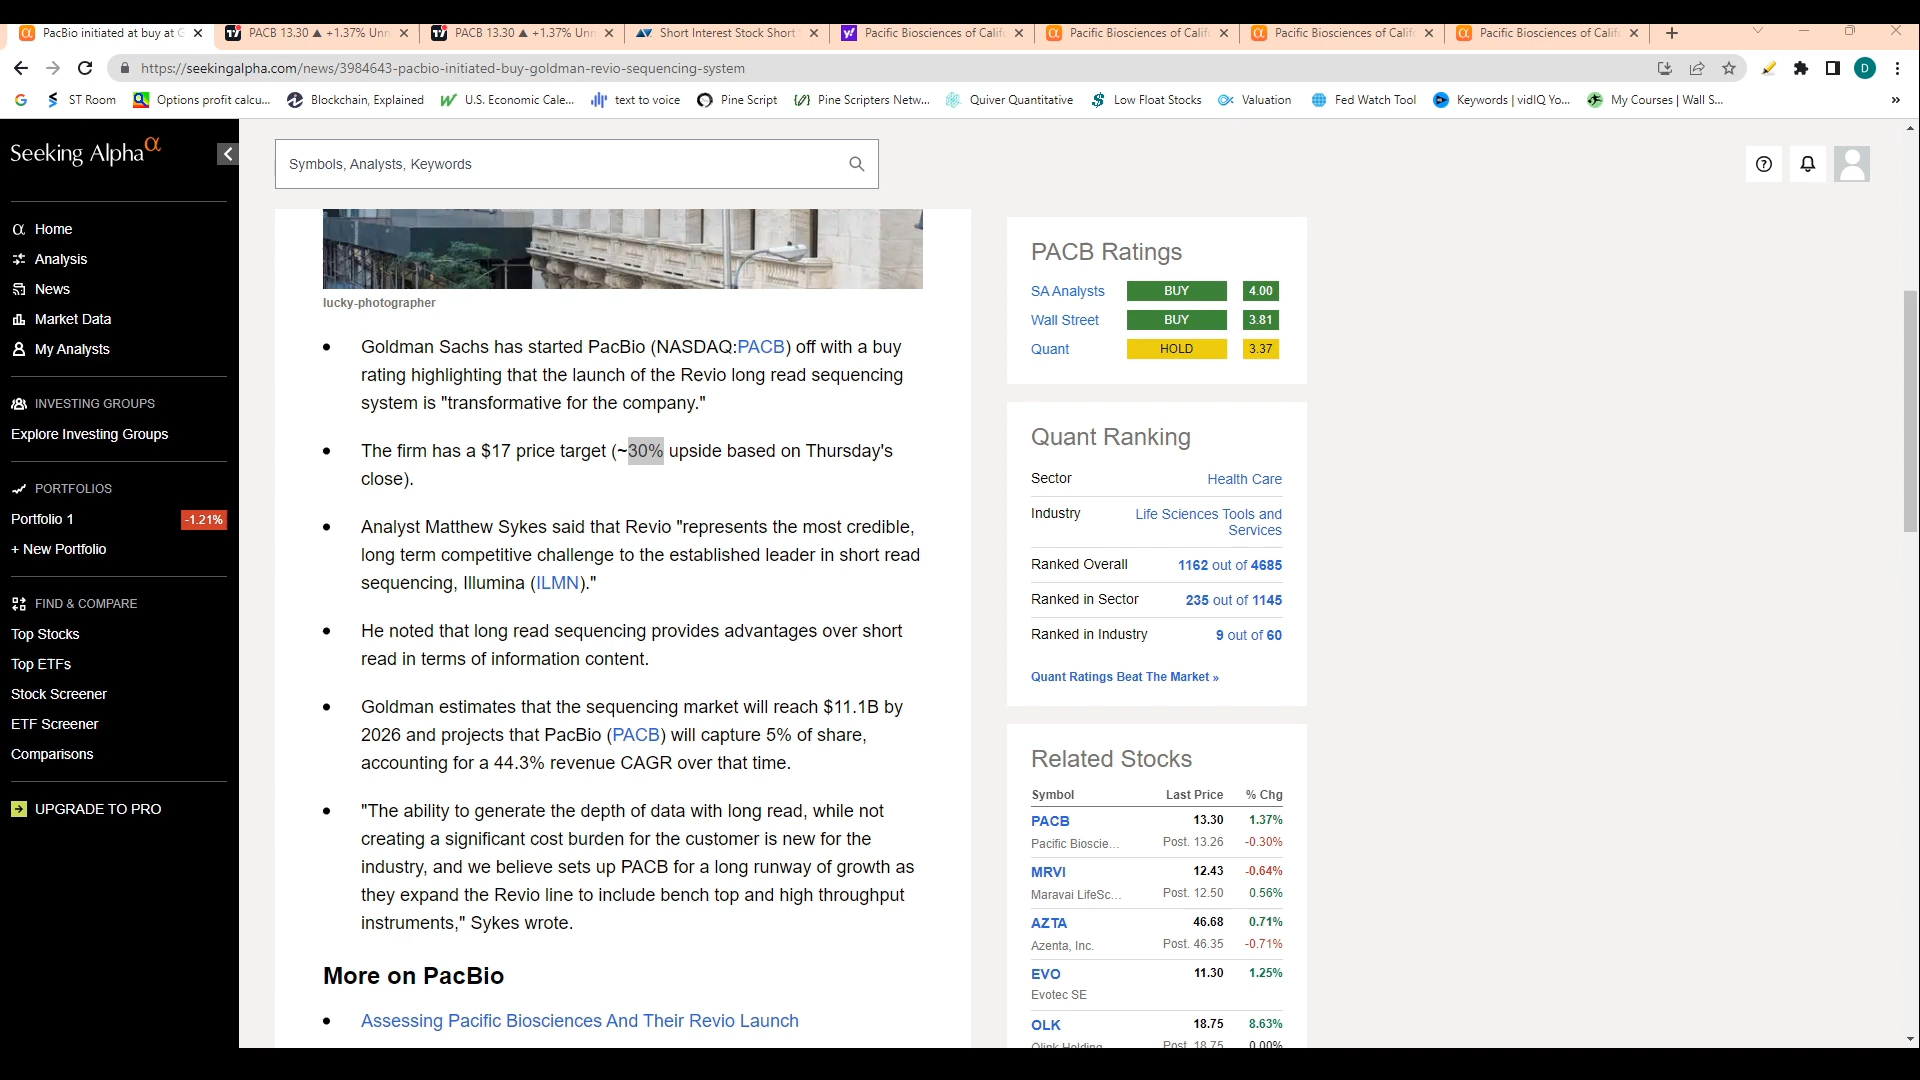 PacBio initiated at buy at G
PACB 13.30 ▲ +1.37% Unn
PACB 13.30 ▲ +1.37% Unn
Short Interest Stock Short
Pacific Biosciences of Calif
Pacific Biosciences of Calif
Pacific Biosciences of Calif
Pacific Biosciences of Calif
https://seekingalpha.com/news/3984643-pacbio-initiated-buy-goldman-revio-sequencing-system
D
ST Room
Options profit calcu...
Blockchain, Explained
U.S. Economic Cale...
text to voice
Pine Script
Pine Scripters Netw...
Quiver Quantitative
Low Float Stocks
Valuation
Fed Watch Tool
Keywords | vidIQ Yo...
My Courses | Wall S...
Seeking Alpha α
Symbols, Analysts, Keywords
Home
Analysis
News
Market Data
My Analysts
INVESTING GROUPS
Explore Investing Groups
PORTFOLIOS
Portfolio 1 -1.21%
+ New Portfolio
FIND & COMPARE
Top Stocks
Top ETFs
Stock Screener
ETF Screener
Comparisons
UPGRADE TO PRO
lucky-photographer
• Goldman Sachs has started PacBio (NASDAQ:PACB) off with a buy
rating highlighting that the launch of the Revio long read sequencing
system is "transformative for the company."
• The firm has a $17 price target (~30% upside based on Thursday's
close).
• Analyst Matthew Sykes said that Revio "represents the most credible,
long term competitive challenge to the established leader in short read
sequencing, Illumina (ILMN)."
• He noted that long read sequencing provides advantages over short
read in terms of information content.
• Goldman estimates that the sequencing market will reach $11.1B by
2026 and projects that PacBio (PACB) will capture 5% of share,
accounting for a 44.3% revenue CAGR over that time.
• "The ability to generate the depth of data with long read, while not
creating a significant cost burden for the customer is new for the
industry, and we believe sets up PACB for a long runway of growth as
they expand the Revio line to include bench top and high throughput
instruments," Sykes wrote.
More on PacBio
• Assessing Pacific Biosciences And Their Revio Launch
PACB Ratings
SA Analysts BUY 4.00
Wall Street BUY 3.81
Quant HOLD 3.37
Quant Ranking
Sector Health Care
Industry Life Sciences Tools and
Services
Ranked Overall 1162 out of 4685
Ranked in Sector 235 out of 1145
Ranked in Industry 9 out of 60
Quant Ratings Beat The Market »
Related Stocks
Symbol Last Price % Chg
PACB 13.30 1.37%
Pacific Bioscie... Post. 13.26 -0.30%
MRVI 12.43 -0.64%
Maravai LifeSc... Post. 12.50 0.56%
AZTA 46.68 0.71%
Azenta, Inc. Post. 46.35 -0.71%
EVO 11.30 1.25%
Evotec SE
OLK 18.75 8.63%
Olink Holding Post. 18.75 0.00%